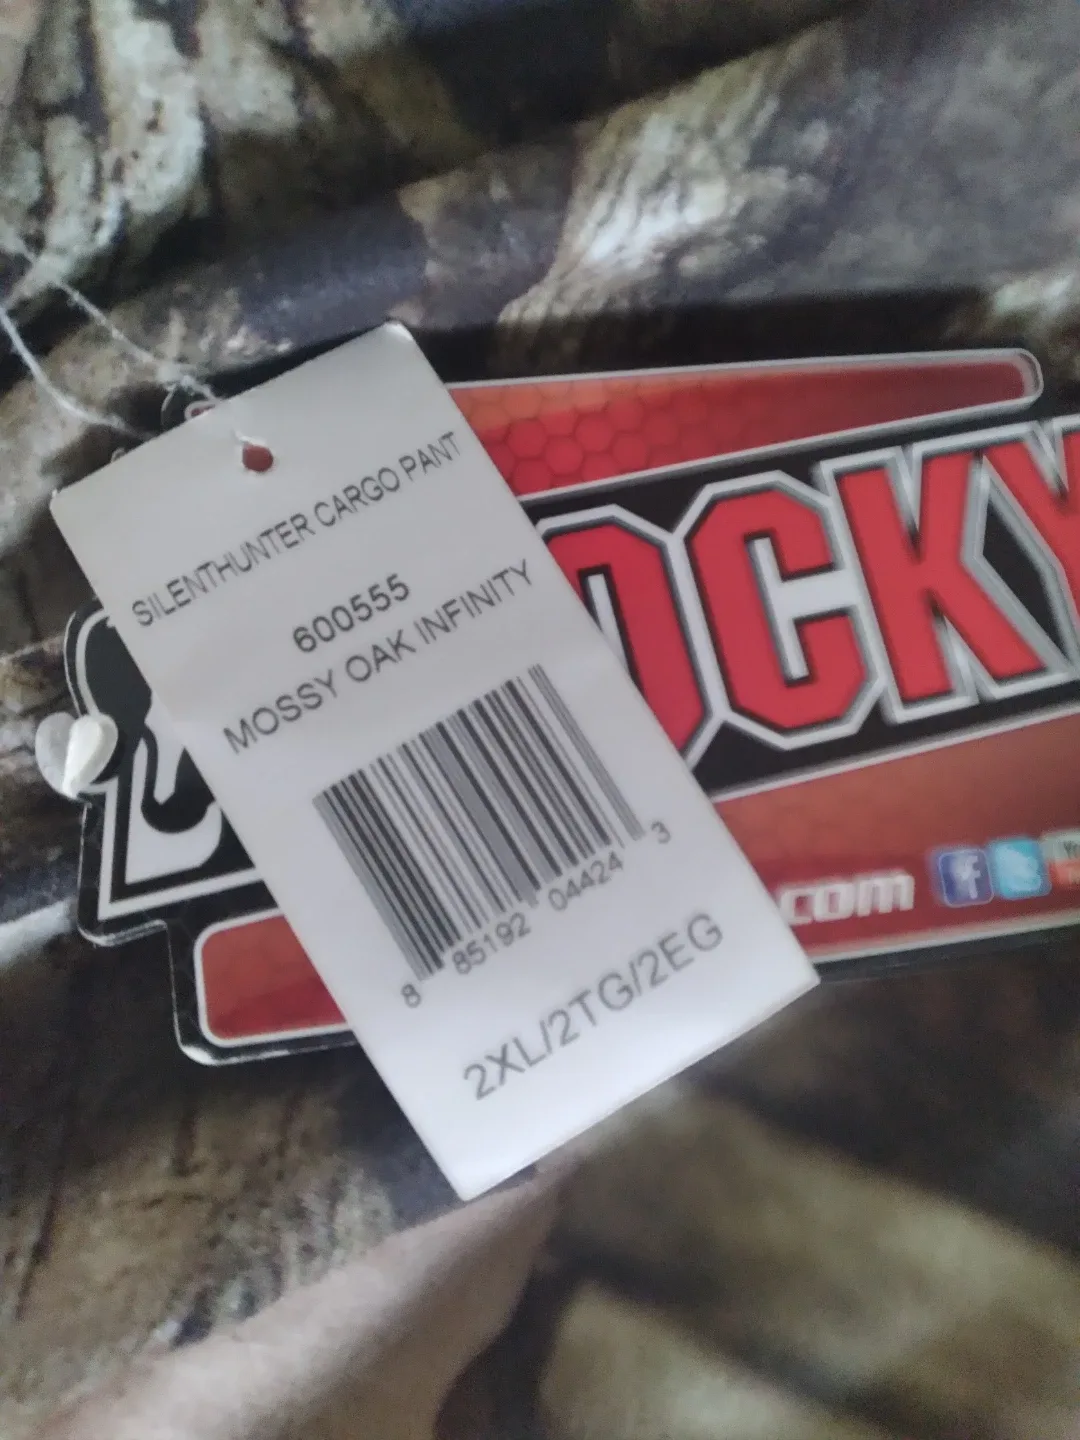 SILENTHUNTER CARGO PANT
600555
MOSSY OAK INFINITY
8 85192 04424 3
2XL/2TG/2EG
OCKY
.com
f